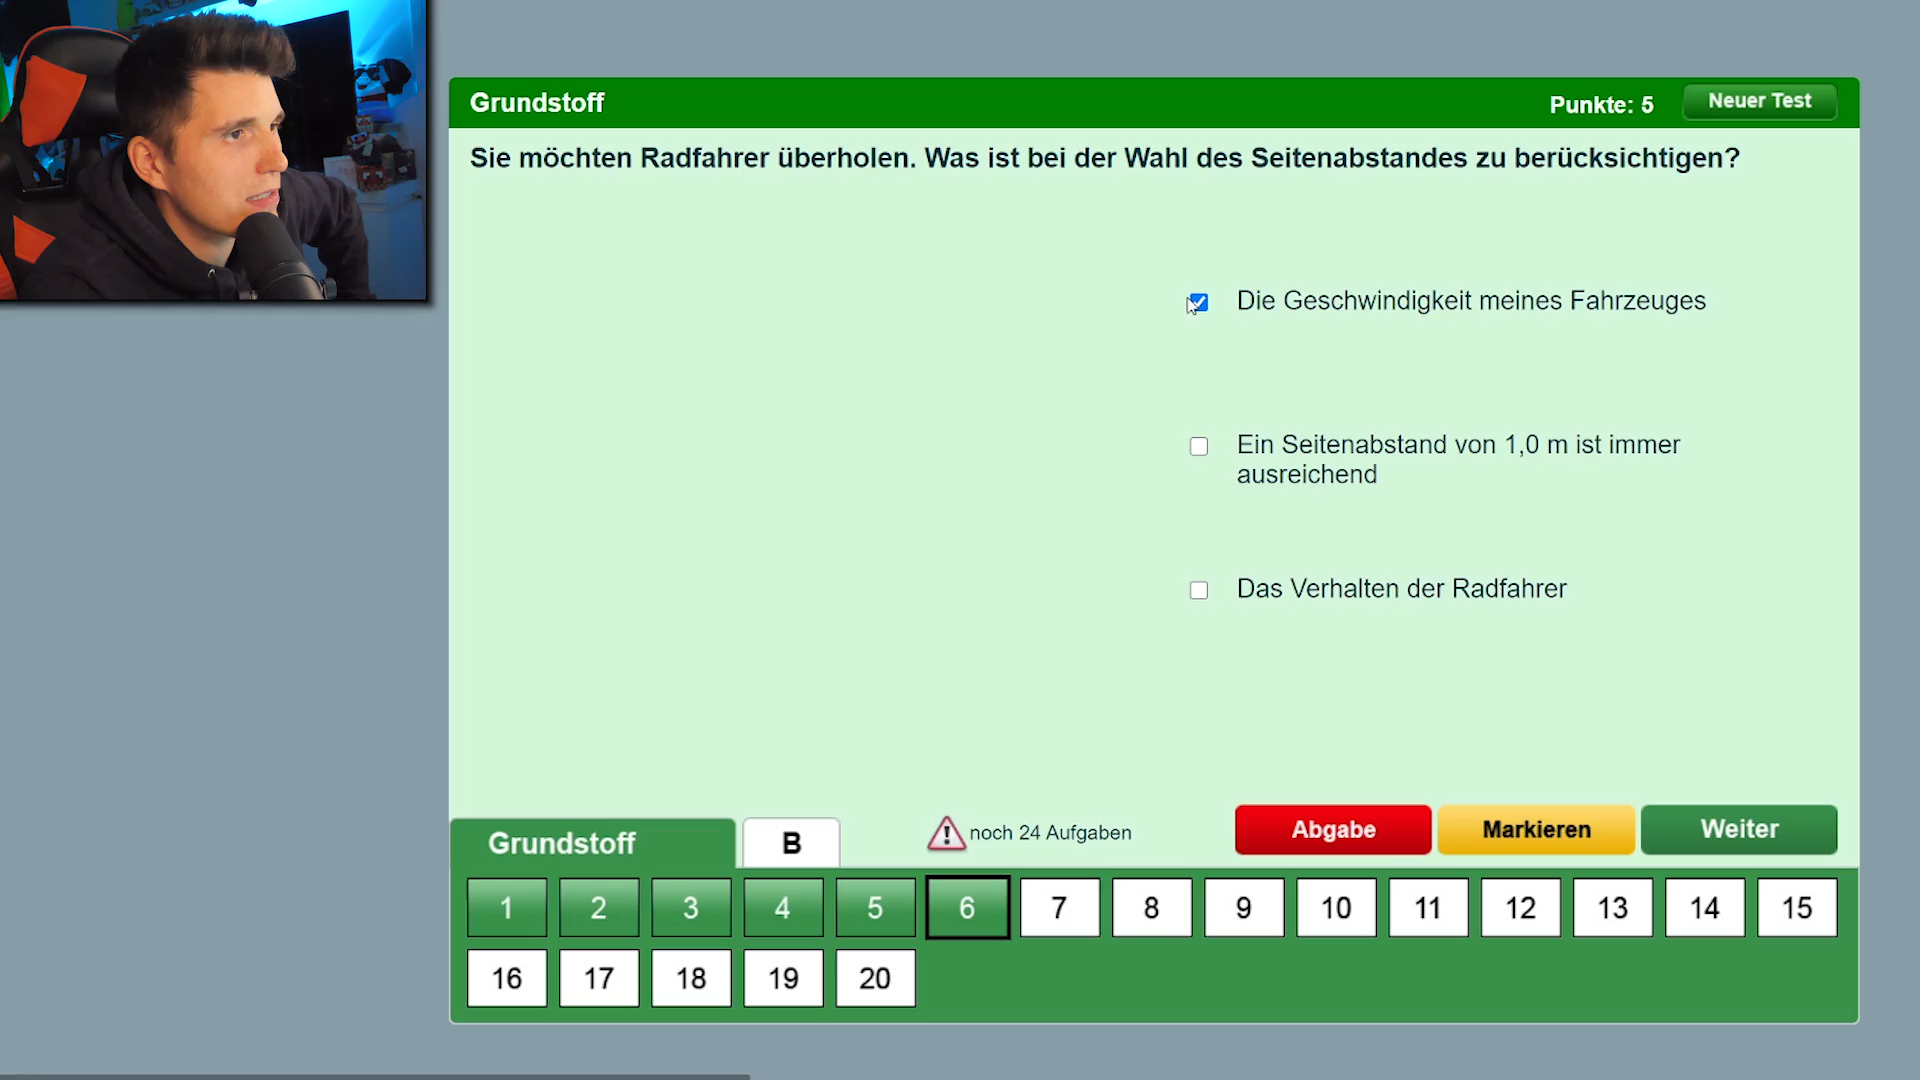 Grundstoff
Punkte: 5
Neuer Test
Sie möchten Radfahrer überholen. Was ist bei der Wahl des Seitenabstandes zu berücksichtigen?
Die Geschwindigkeit meines Fahrzeuges
Ein Seitenabstand von 1,0 m ist immer
ausreichend
Das Verhalten der Radfahrer
Grundstoff
B
noch 24 Aufgaben
Abgabe
Markieren
Weiter
1 2 3 4 5 6 7 8 9 10 11 12 13 14 15
16 17 18 19 20